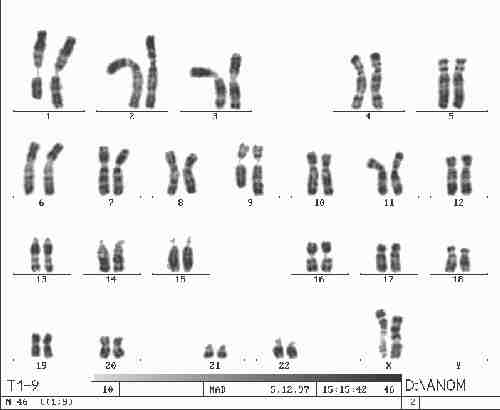 1 2 3 4 5
6 7 8 9 10 11 12
13 14 15 16 17 18
19 20 21 22 X Y
T1-9 10 MAD 5.12.97 15:15:42 46 D:\ANOM
N 46 t(1:9) 2